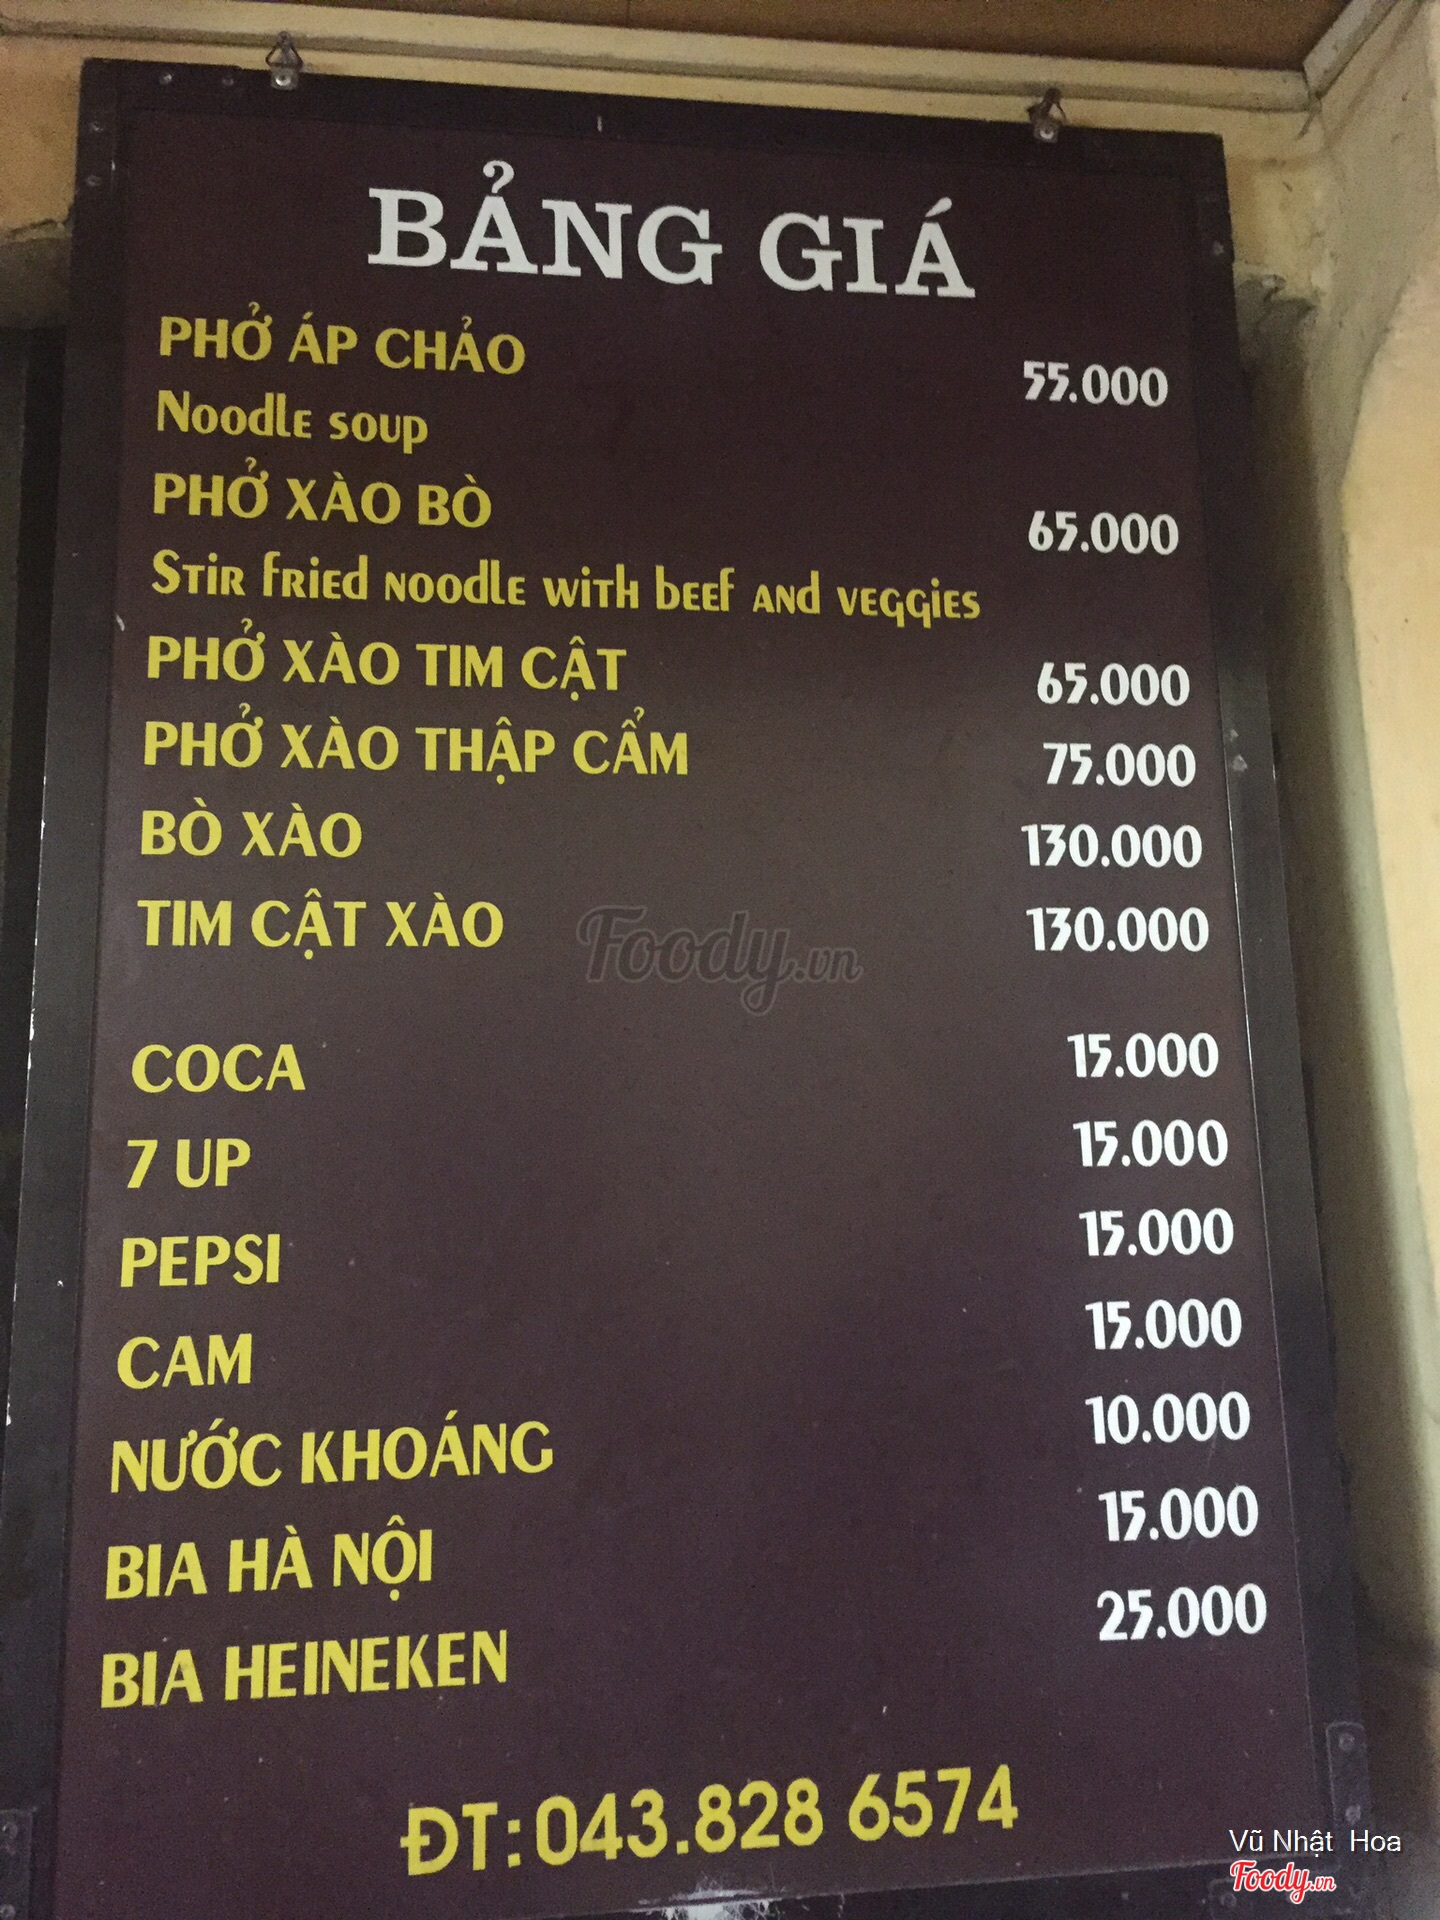 BẢNG GIÁ
PHỞ ÁP CHẢO 55.000
Noodle soup
PHỞ XÀO BÒ 65.000
Stir fried noodle with beef and veggies
PHỞ XÀO TIM CẬT 65.000
PHỞ XÀO THẬP CẨM 75.000
BÒ XÀO 130.000
TIM CẬT XÀO 130.000
Foody.vn
COCA 15.000
7 UP 15.000
PEPSI 15.000
CAM 15.000
NƯỚC KHOÁNG 10.000
BIA HÀ NỘI 15.000
BIA HEINEKEN 25.000
ĐT: 043.828 6574
Vũ Nhật Hoa
Foody.vn